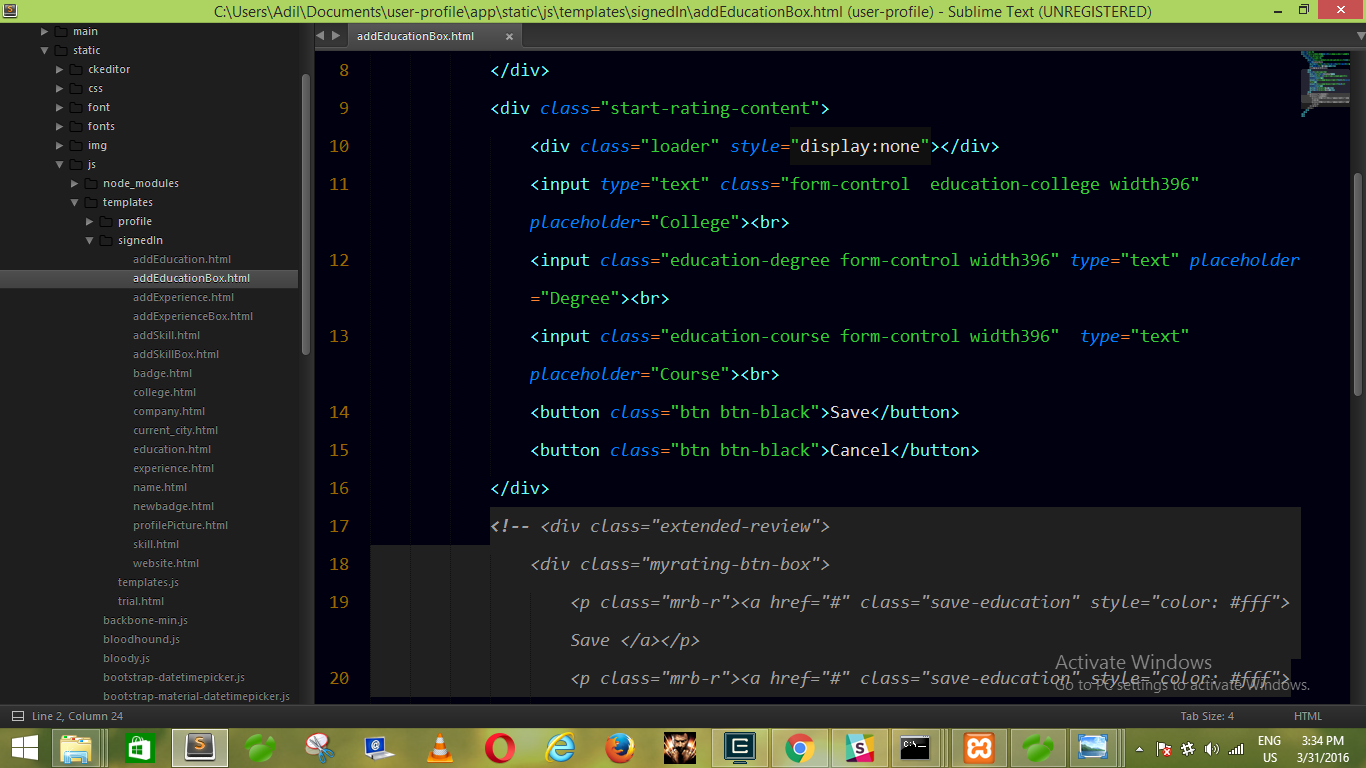 C:\Users\Adil\Documents\user-profile\app\static\js\templates\signedIn\addEducationBox.html (user-profile) - Sublime Text (UNREGISTERED)
main
static
ckeditor
css
font
fonts
img
js
node_modules
templates
profile
signedIn
addEducation.html
addEducationBox.html
addExperience.html
addExperienceBox.html
addSkill.html
addSkillBox.html
badge.html
college.html
company.html
current_city.html
education.html
experience.html
name.html
newbadge.html
profilePicture.html
skill.html
website.html
templates.js
trial.html
backbone-min.js
bloodhound.js
bloody.js
bootstrap-datetimepicker.js
bootstrap-material-datetimepicker.js
addEducationBox.html ×
8 </div>
9 <div class="start-rating-content">
10 <div class="loader" style="display:none"></div>
11 <input type="text" class="form-control  education-college width396"
placeholder="College"><br>
12 <input class="education-degree form-control width396" type="text" placeholder
="Degree"><br>
13 <input class="education-course form-control width396"  type="text"
placeholder="Course"><br>
14 <button class="btn btn-black">Save</button>
15 <button class="btn btn-black">Cancel</button>
16 </div>
17 <!-- <div class="extended-review">
18 <div class="myrating-btn-box">
19 <p class="mrb-r"><a href="#" class="save-education" style="color: #fff">
Save </a></p>
20 <p class="mrb-r"><a href="#" class="save-education" style="color: #fff">
Activate Windows
Go to PC settings to activate Windows.
Line 2, Column 24
Tab Size: 4
HTML
ENG
US
3:34 PM
3/31/2016